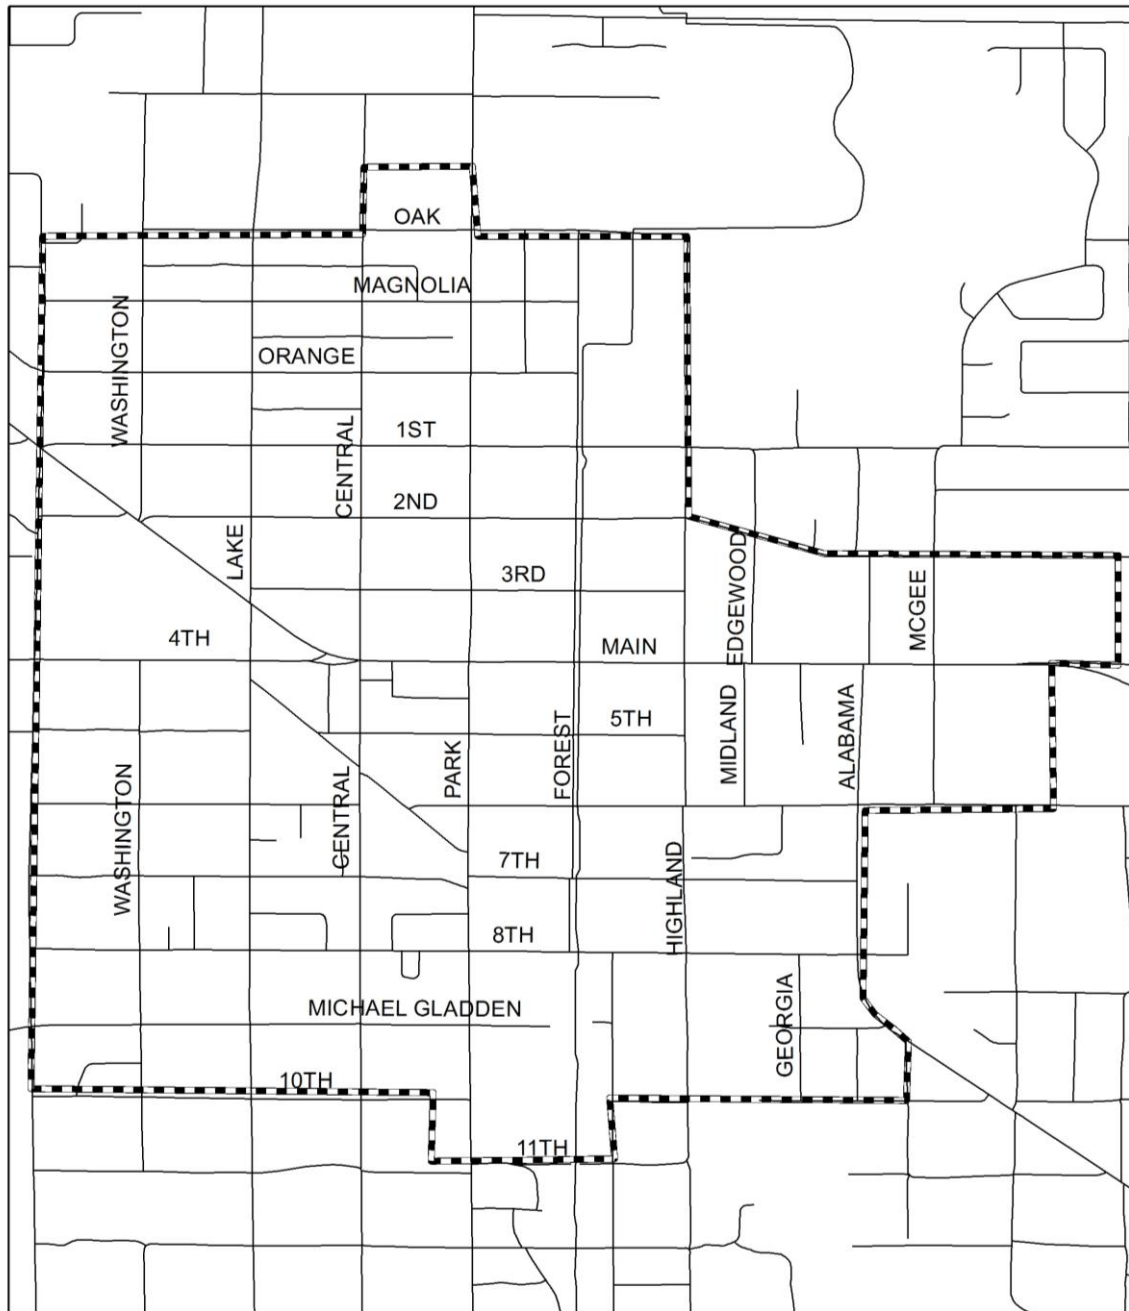 OAK
MAGNOLIA
WASHINGTON
ORANGE
1ST
CENTRAL
2ND
LAKE
3RD
EDGEWOOD
MCGEE
4TH
MAIN
5TH
MIDLAND
ALABAMA
PARK
FOREST
WASHINGTON
CENTRAL
7TH
HIGHLAND
8TH
MICHAEL GLADDEN
GEORGIA
10TH
11TH